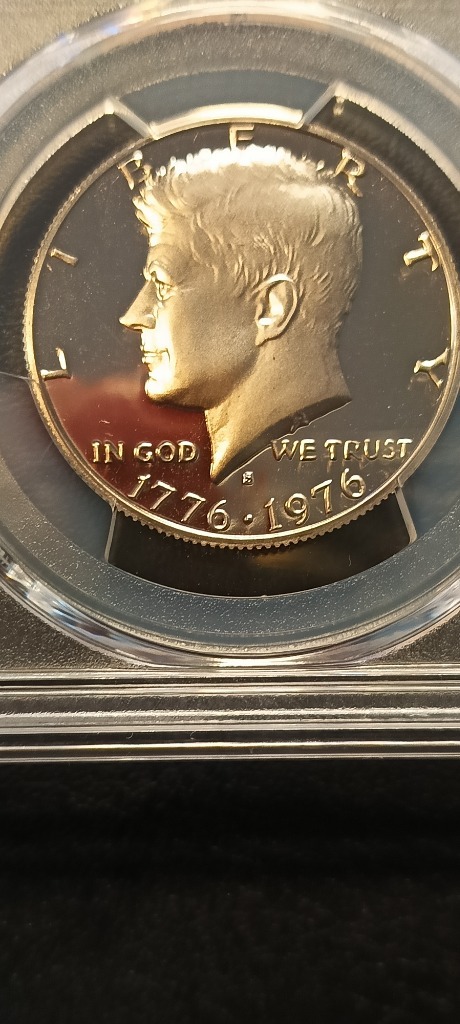 LIBERTY
IN GOD WE TRUST
S
1776 · 1976